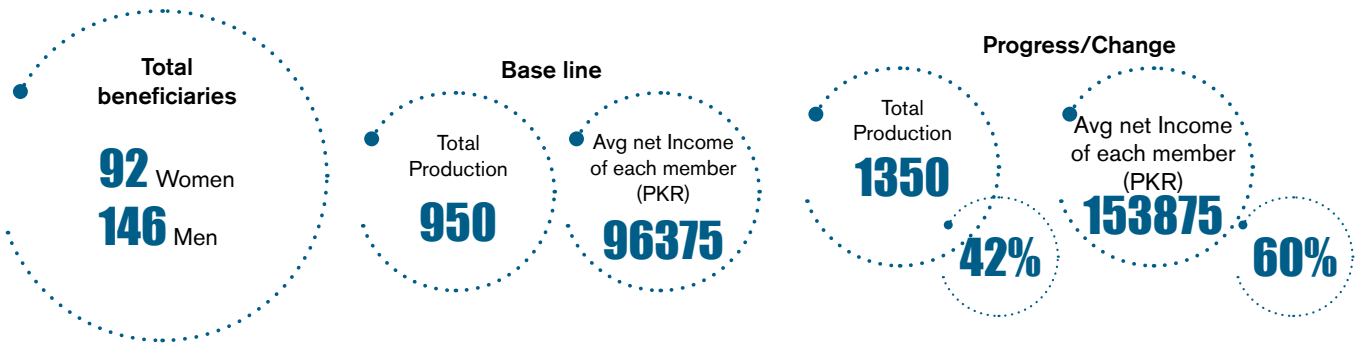 Total
beneficiaries
92 Women
146 Men
Base line
Total
Production
950
Avg net Income
of each member
(PKR)
96375
Progress/Change
Total
Production
1350
42%
Avg net Income
of each member
(PKR)
153875
60%